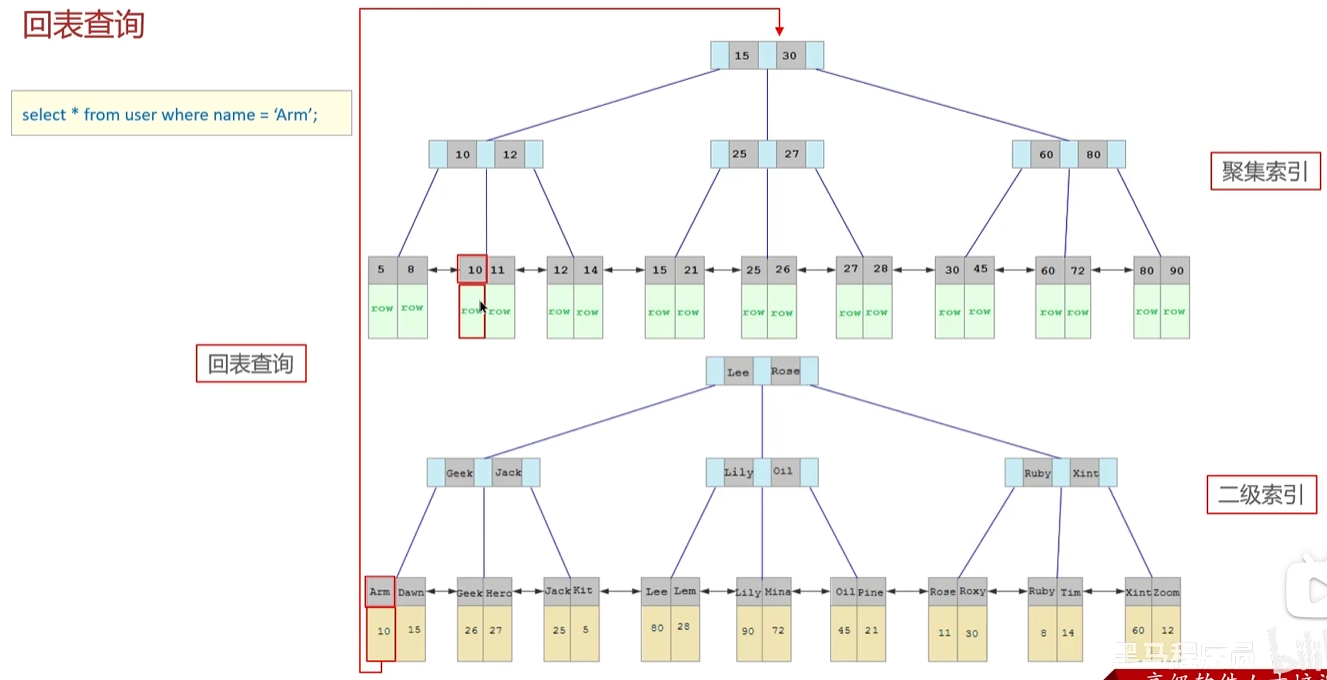 回表查询
select * from user where name = ‘Arm’;
15 30
10 12 25 27 60 80
聚集索引
5 8 10 11 12 14 15 21 25 26 27 28 30 45 60 72 80 90
row row row row row row row row row row row row row row row row row row
回表查询
Lee Rose
Geek Jack Lily Oil Ruby Xint
二级索引
Arm Dawn Geek Hero Jack Kit Lee Lem Lily Mina Oil Pine Rose Roxy Ruby Tim Xint Zoom
10 15 26 27 25 5 80 28 90 72 45 21 11 30 8 14 60 12
黑马程序员